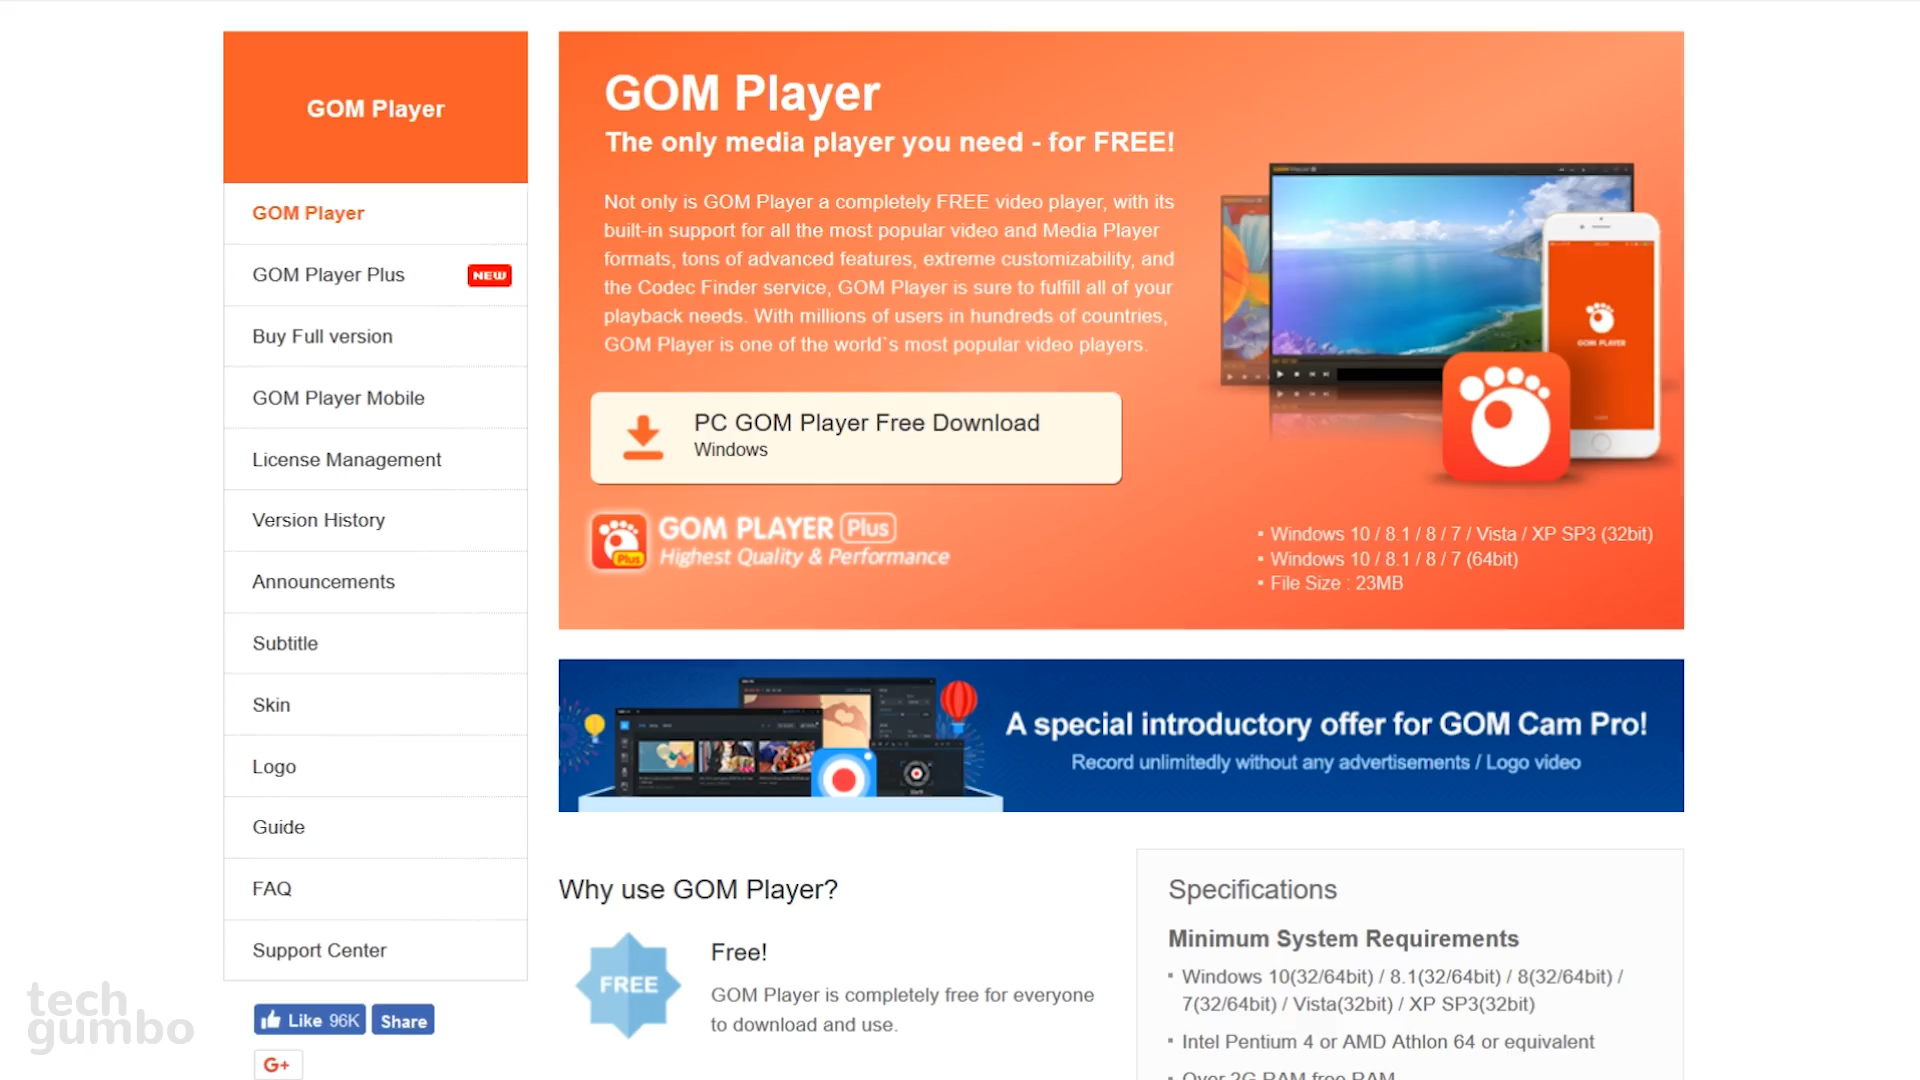 GOM Player
GOM Player
GOM Player Plus NEW
Buy Full version
GOM Player Mobile
License Management
Version History
Announcements
Subtitle
Skin
Logo
Guide
FAQ
Support Center
Like 96K Share
G+
GOM Player
The only media player you need - for FREE!
Not only is GOM Player a completely FREE video player, with its
built-in support for all the most popular video and Media Player
formats, tons of advanced features, extreme customizability, and
the Codec Finder service, GOM Player is sure to fulfill all of your
playback needs. With millions of users in hundreds of countries,
GOM Player is one of the world`s most popular video players.
PC GOM Player Free Download
Windows
GOM PLAYER Plus
Highest Quality & Performance
Plus
GOM PLAYER
Windows 10 / 8.1 / 8 / 7 / Vista / XP SP3 (32bit)
Windows 10 / 8.1 / 8 / 7 (64bit)
File Size : 23MB
A special introductory offer for GOM Cam Pro!
Record unlimitedly without any advertisements / Logo video
Why use GOM Player?
FREE
Free!
GOM Player is completely free for everyone
to download and use.
Specifications
Minimum System Requirements
Windows 10(32/64bit) / 8.1(32/64bit) / 8(32/64bit) /
7(32/64bit) / Vista(32bit) / XP SP3(32bit)
Intel Pentium 4 or AMD Athlon 64 or equivalent
Over 2G RAM free RAM
tech
gumbo